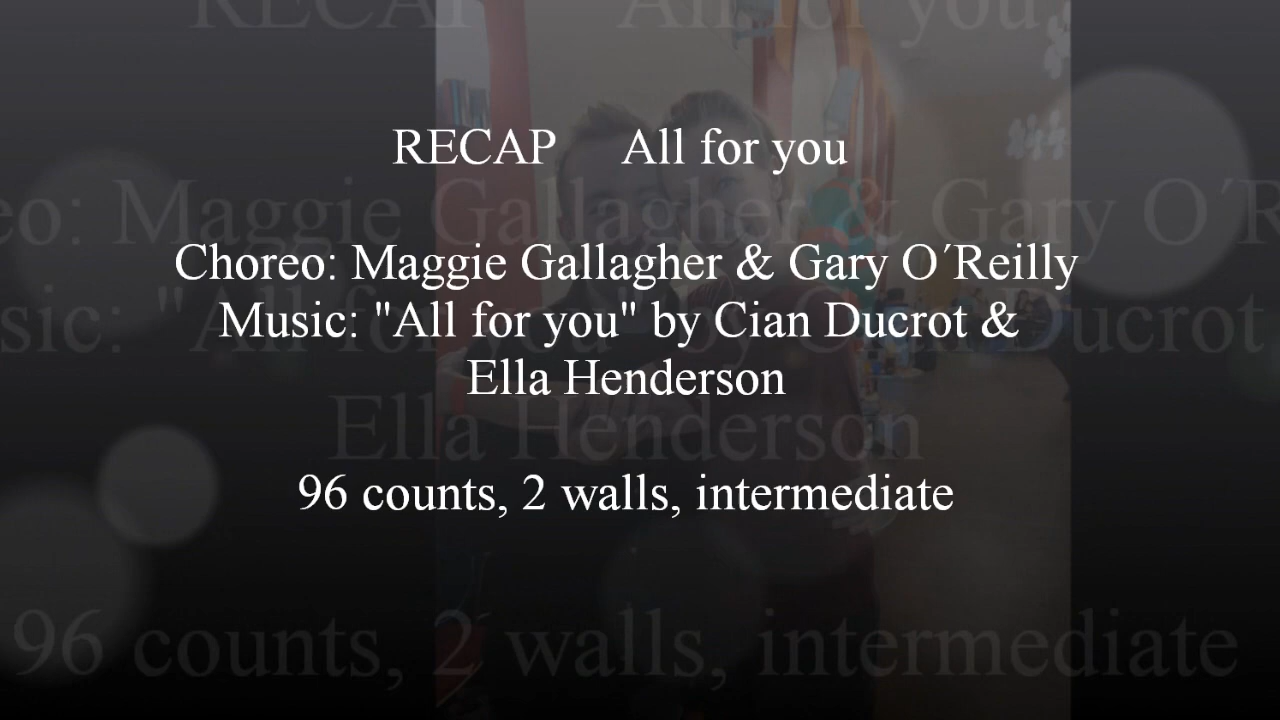 RECAP All for you
Choreo: Maggie Gallagher & Gary O´Reilly
Music: "All for you" by Cian Ducrot &
Ella Henderson
96 counts, 2 walls, intermediate